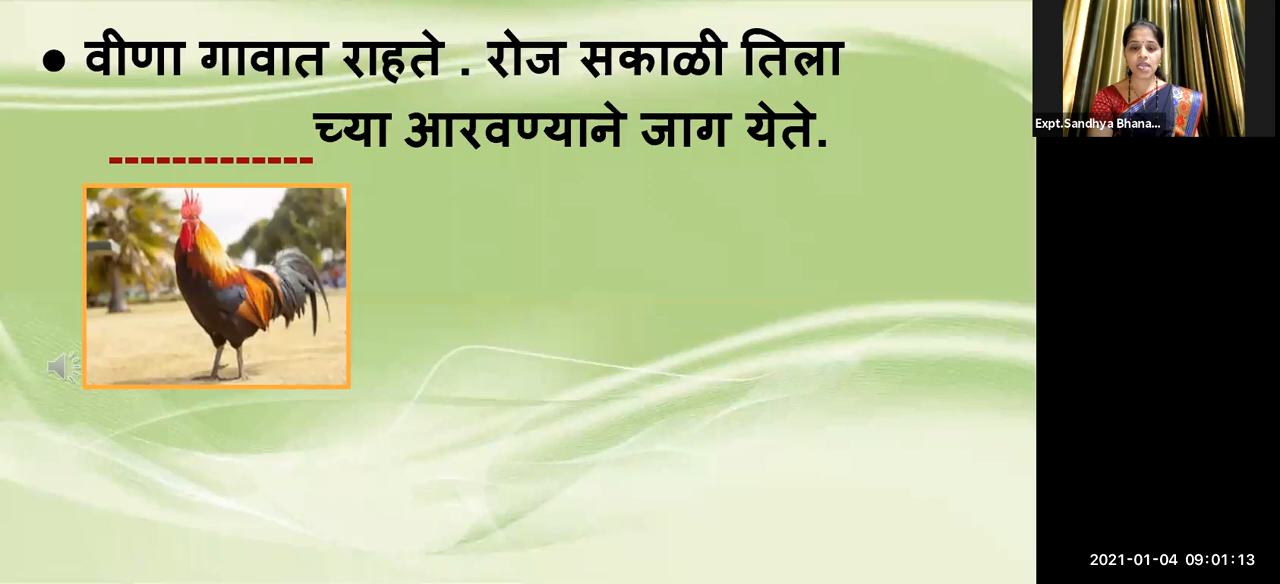 ● वीणा गावात राहते . रोज सकाळी तिला
------------- च्या आरवण्याने जाग येते.
Expt.Sandhya Bhana...
2021-01-04 09:01:13